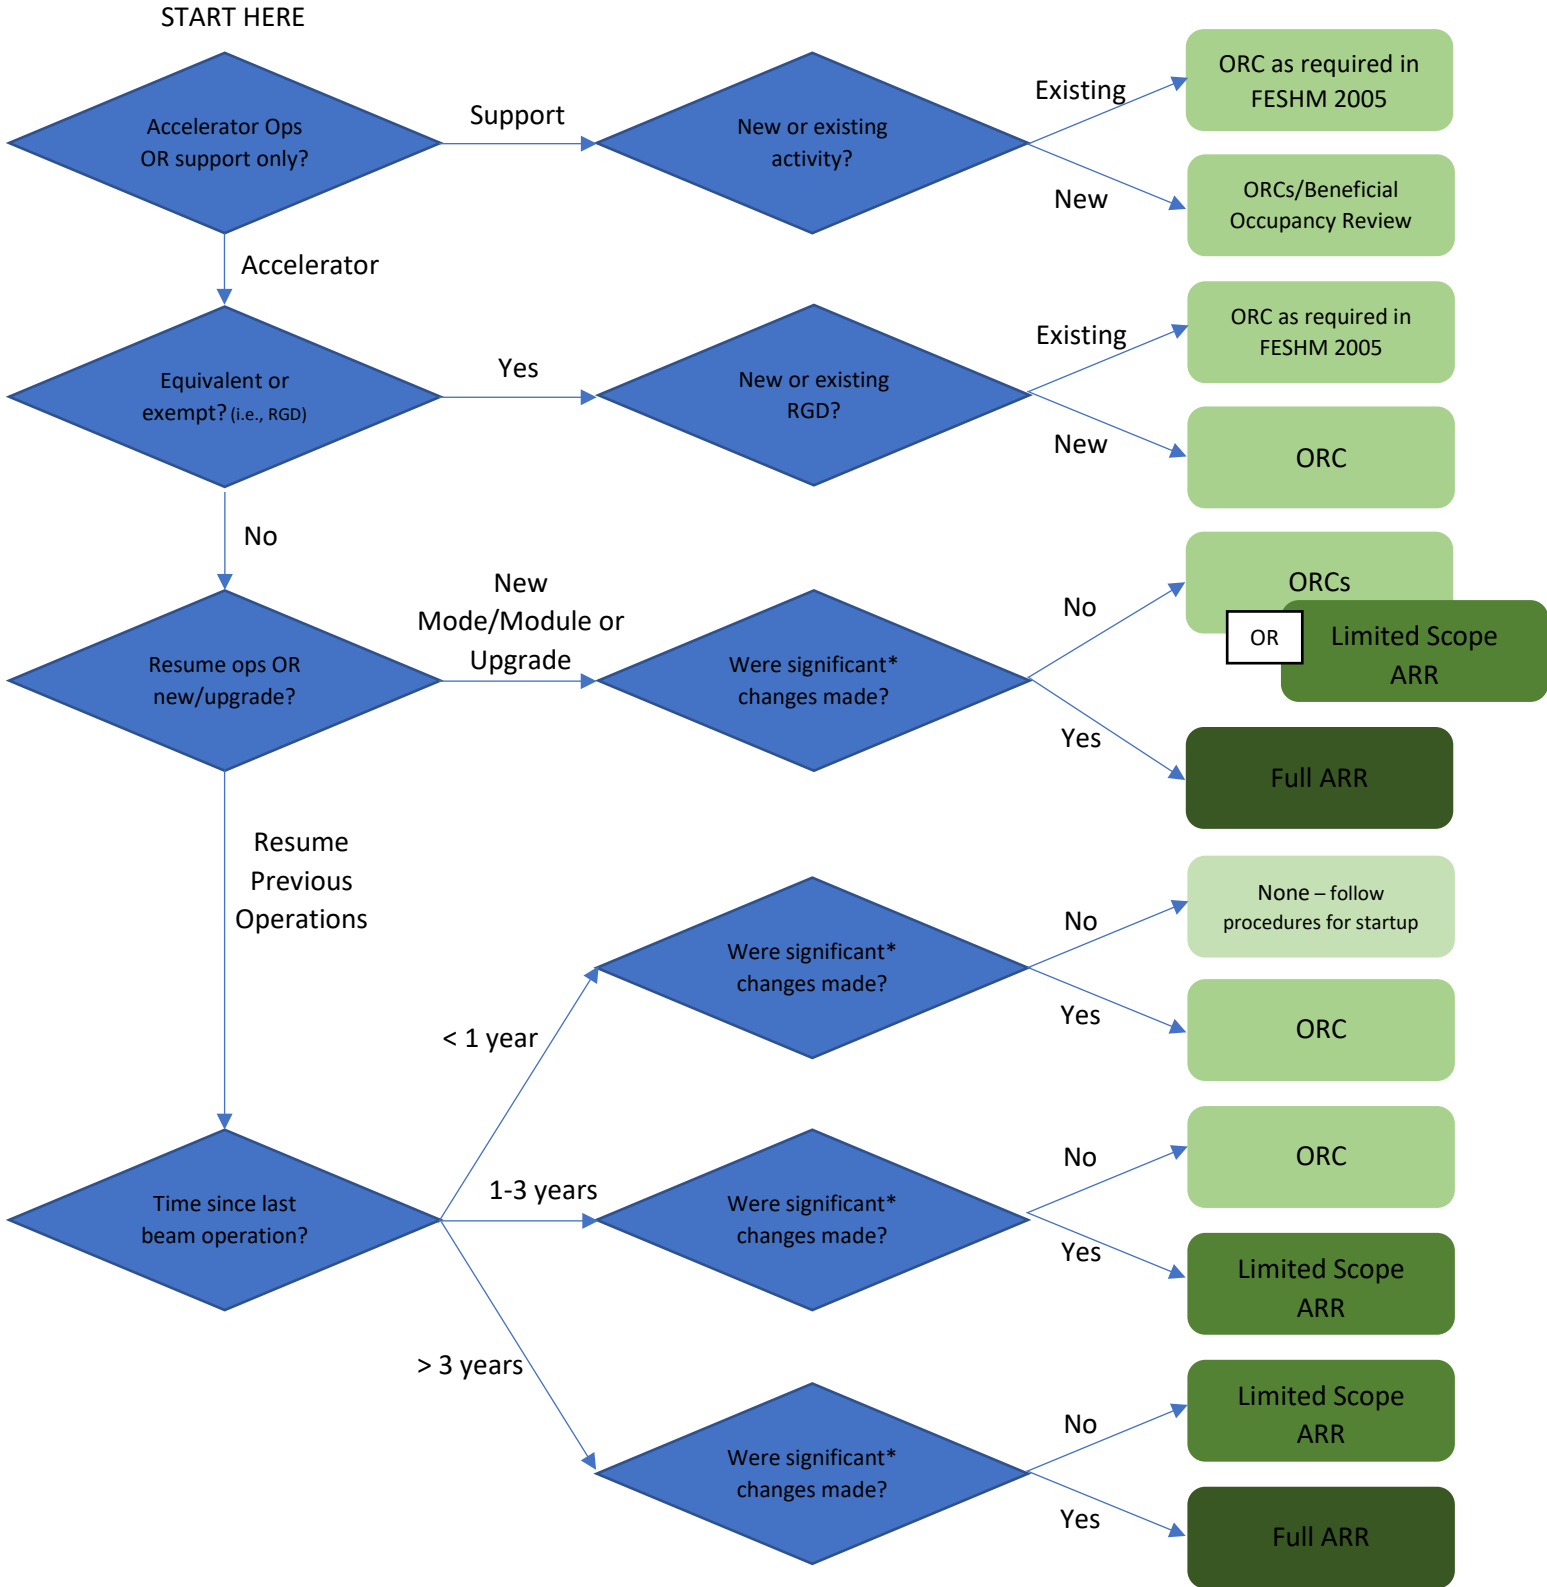 START HERE
Accelerator Ops
OR support only?
Support
New or existing
activity?
Existing
ORC as required in
FESHM 2005
New
ORCs/Beneficial
Occupancy Review
Accelerator
Equivalent or
exempt? (i.e., RGD)
Yes
New or existing
RGD?
Existing
ORC as required in
FESHM 2005
New
ORC
No
Resume ops OR
new/upgrade?
New
Mode/Module or
Upgrade
Were significant*
changes made?
No
ORCs
OR
Limited Scope
ARR
Yes
Full ARR
Resume
Previous
Operations
Time since last
beam operation?
< 1 year
Were significant*
changes made?
No
None – follow
procedures for startup
Yes
ORC
1-3 years
Were significant*
changes made?
No
ORC
Yes
Limited Scope
ARR
> 3 years
Were significant*
changes made?
No
Limited Scope
ARR
Yes
Full ARR